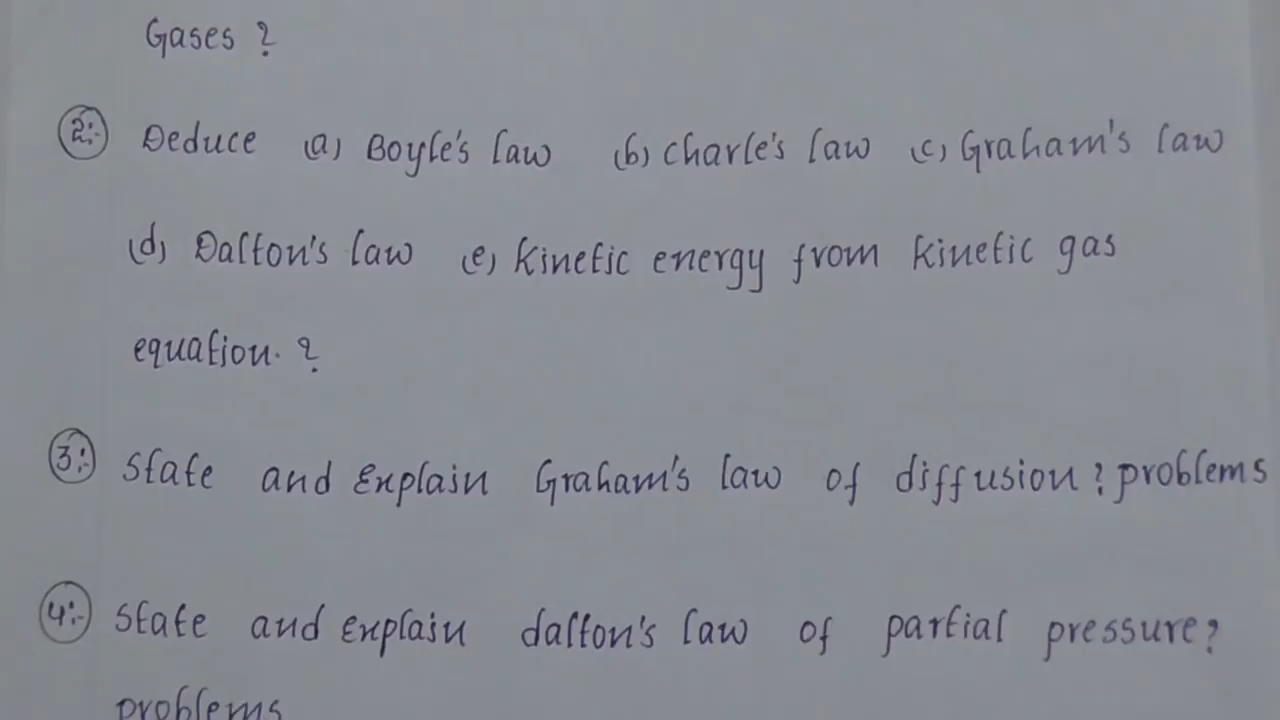 Gases ?
2:- Deduce (a) Boyle's law (b) Charle's law (c) Graham's law
(d) Dalton's law (e) Kinetic energy from Kinetic gas
equation. ?
3:- State and Explain Graham's law of diffusion? problems
4:- State and explain dalton's law of partial pressure?
problems